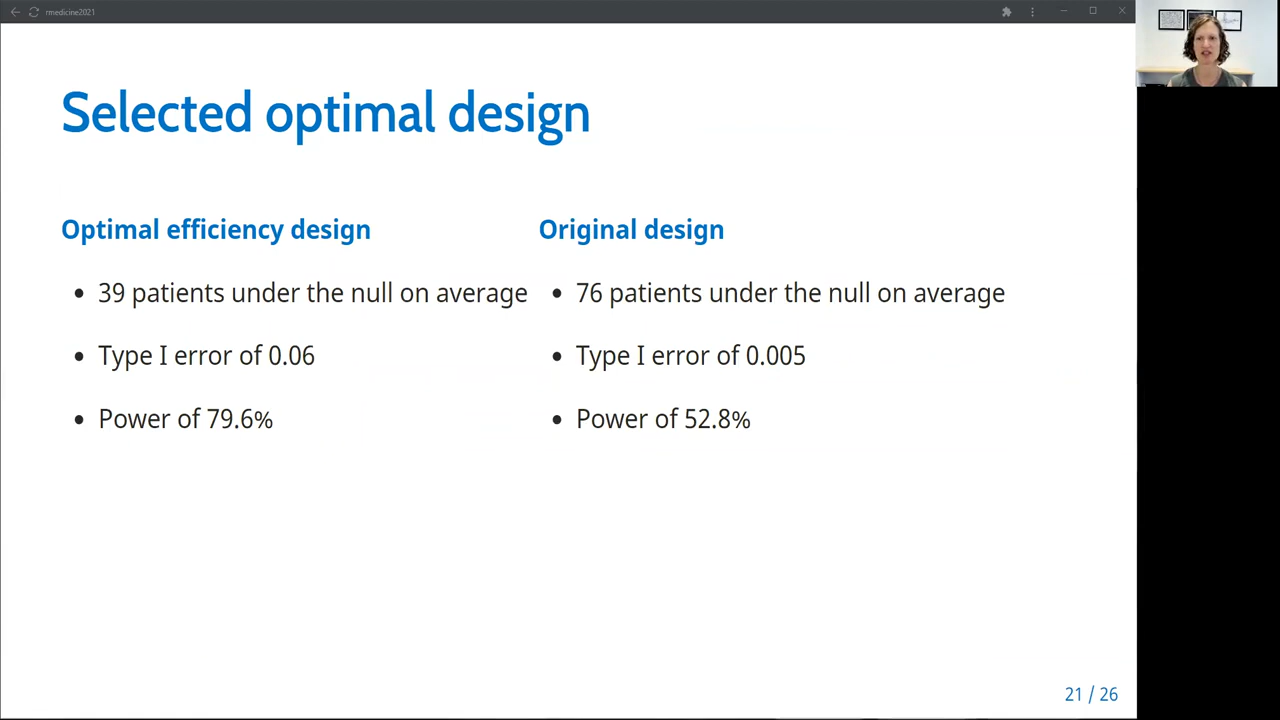 rmedicine2021
Selected optimal design
Optimal efficiency design
• 39 patients under the null on average
• Type I error of 0.06
• Power of 79.6%
Original design
• 76 patients under the null on average
• Type I error of 0.005
• Power of 52.8%
21 / 26